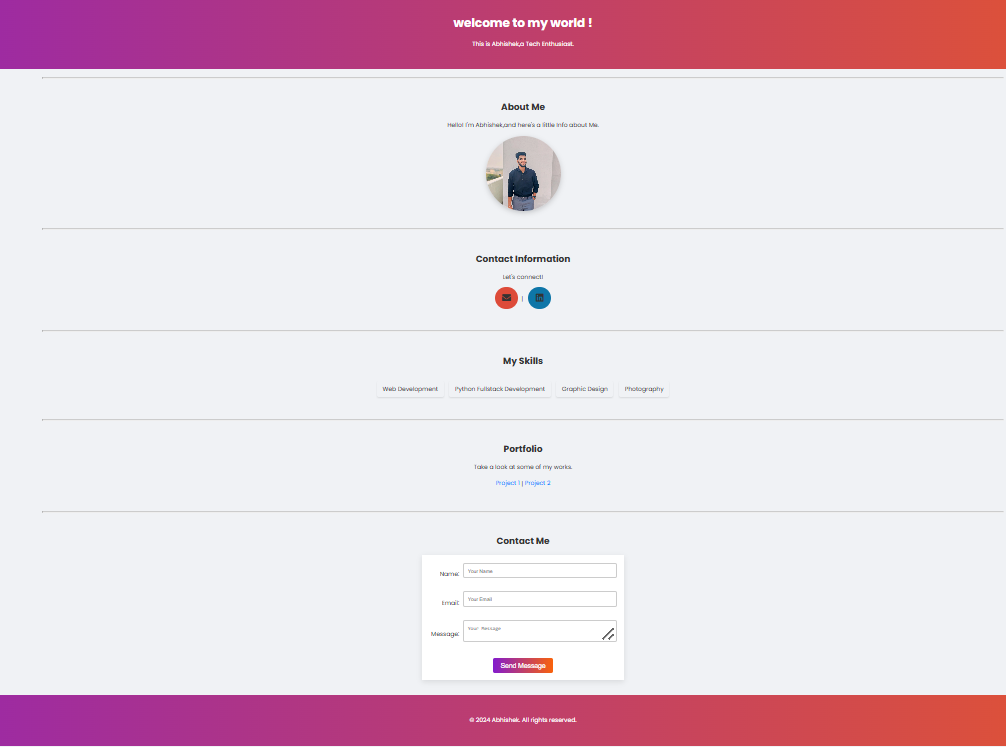 welcome to my world !
This is Abhishek,a Tech Enthusiast.
About Me
Hello! I'm Abhishek,and here's a little Info about Me.
Contact Information
Let's connect!
|
My Skills
Web Development Python Fullstack Development Graphic Design Photography
Portfolio
Take a look at some of my works.
Project 1 | Project 2
Contact Me
Name: Your Name
Email: Your Email
Message: Your Message
Send Message
© 2024 Abhishek. All rights reserved.